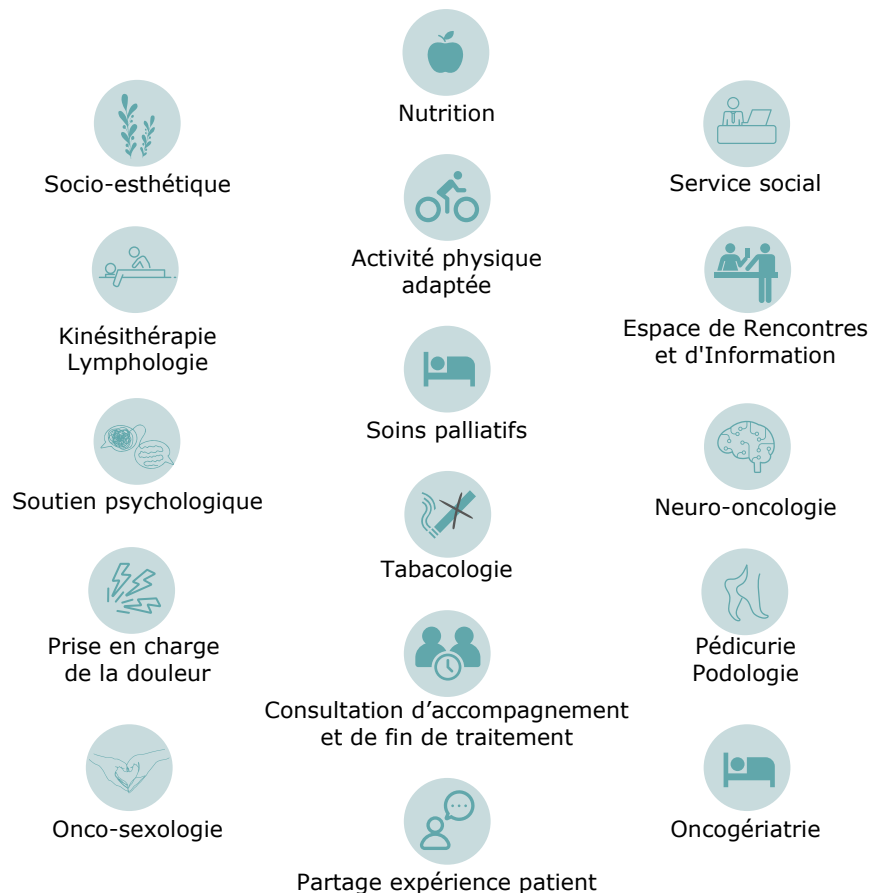 Nutrition
Socio-esthétique
Service social
Activité physique
adaptée
Kinésithérapie
Lymphologie
Espace de Rencontres
et d'Information
Soins palliatifs
Soutien psychologique
Neuro-oncologie
Tabacologie
Prise en charge
de la douleur
Pédicurie
Podologie
Consultation d’accompagnement
et de fin de traitement
Onco-sexologie
Oncogériatrie
Partage expérience patient